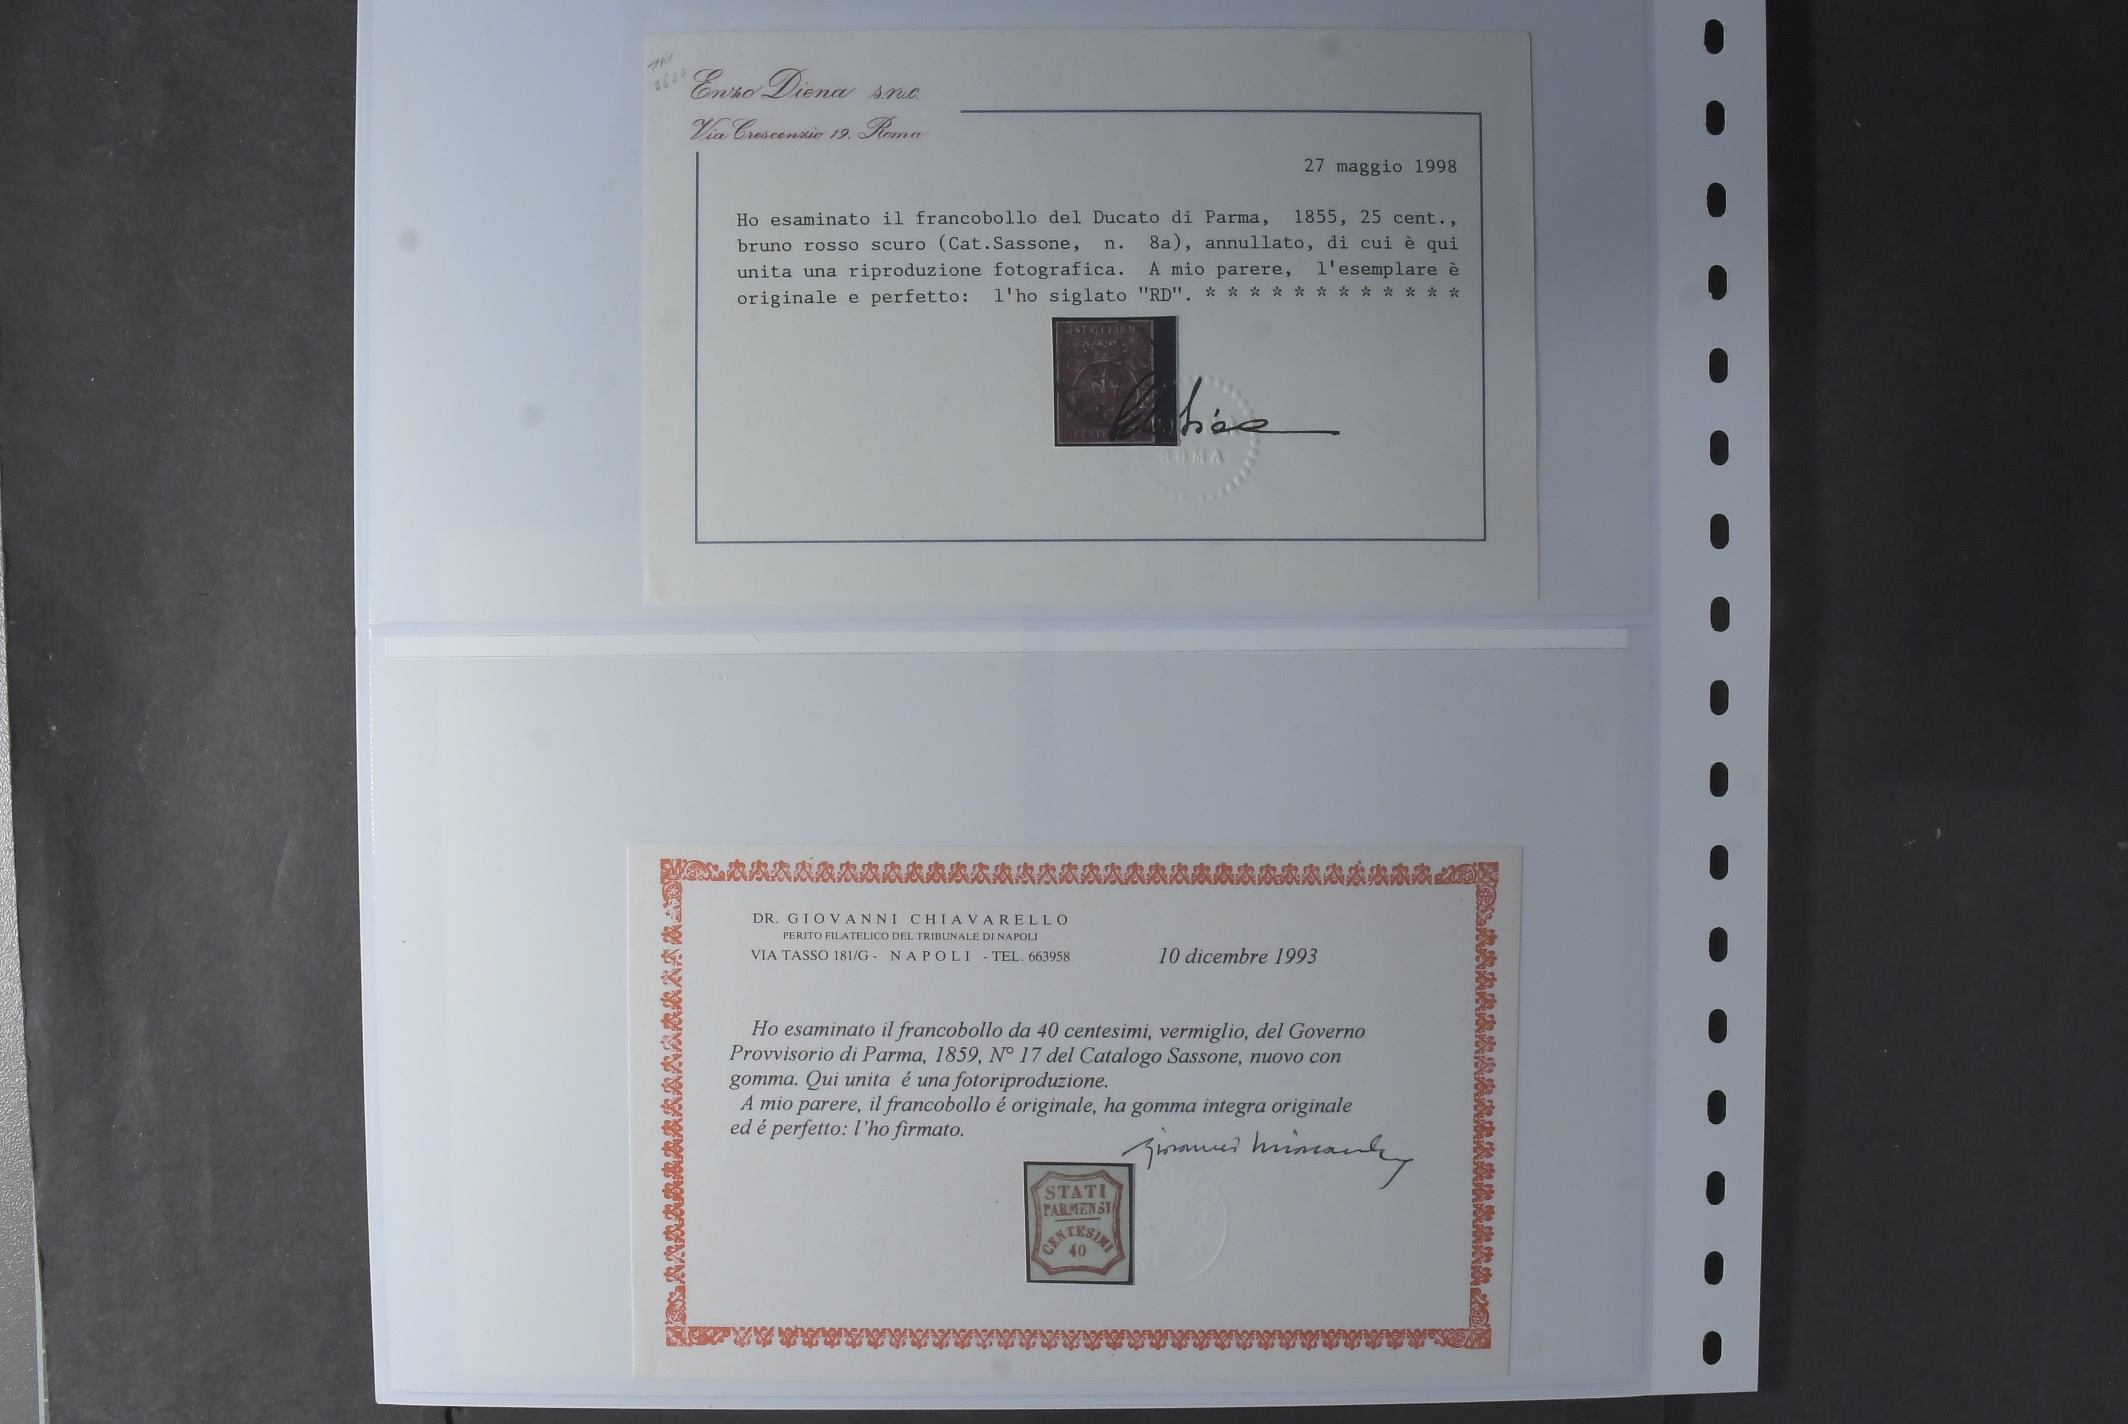 Enzo Diena s.n.c.
Via Crescenzio 19. Roma
27 maggio 1998
Ho esaminato il francobollo del Ducato di Parma, 1855, 25 cent.,
bruno rosso scuro (Cat.Sassone, n. 8a), annullato, di cui è qui
unita una riproduzione fotografica. A mio parere, l'esemplare è
originale e perfetto: l'ho siglato "RD". * * * * * * * * * * * *
ROMA
DR. GIOVANNI CHIAVARELLO
PERITO FILATELICO DEL TRIBUNALE DI NAPOLI
VIA TASSO 181/G - NAPOLI - TEL. 663958
10 dicembre 1993
Ho esaminato il francobollo da 40 centesimi, vermiglio, del Governo
Provvisorio di Parma, 1859, N° 17 del Catalogo Sassone, nuovo con
gomma. Qui unita é una fotoriproduzione.
A mio parere, il francobollo é originale, ha gomma integra originale
ed é perfetto: l'ho firmato.
STATI
PARMENSI
CENTESIMI
40